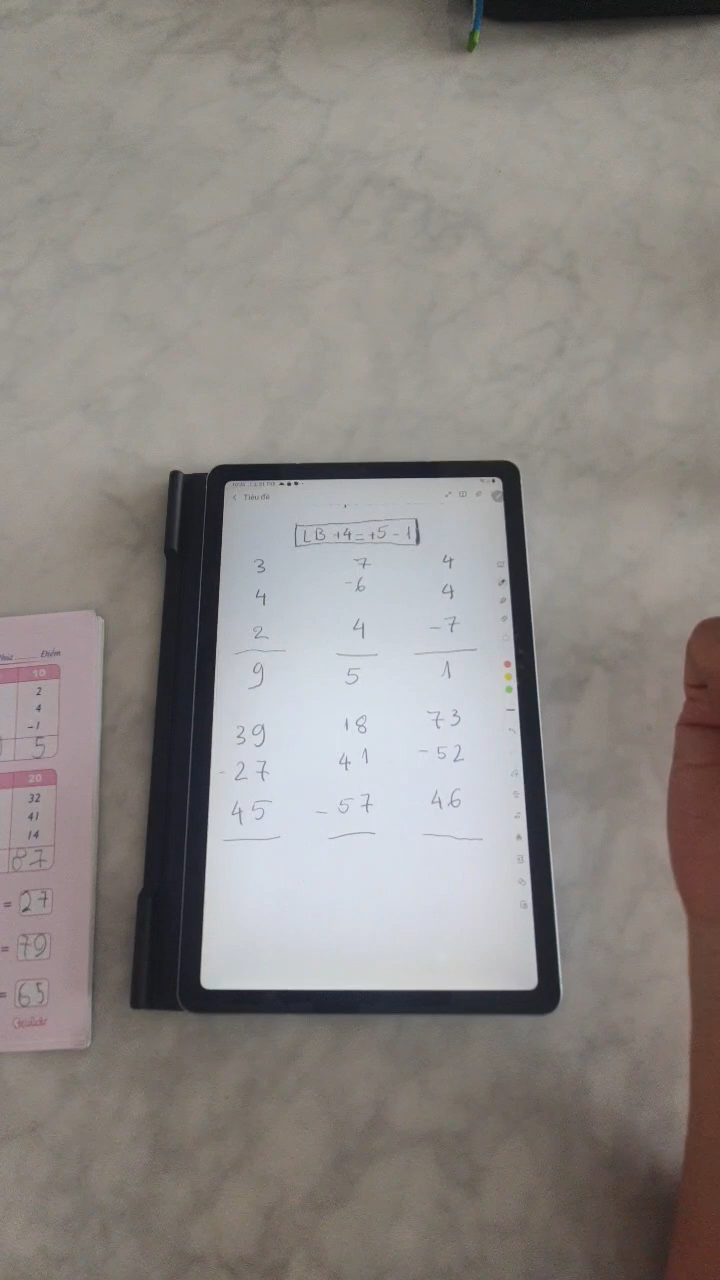 Tiêu đề
LB +4=+5-1
3 7 4
4 -6 4
2 4 -7
9 5 1
39 18 73
-27 41 -52
45 -57 46
Điểm
10
2
4
-1
5
20
32
41
14
87
= 27
= 79
= 65